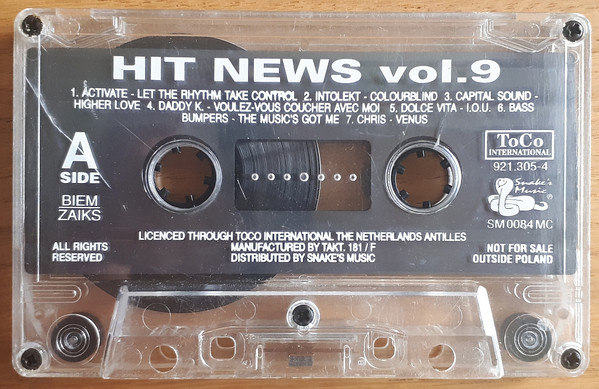 HIT NEWS vol.9
1. ACTIVATE - LET THE RHYTHM TAKE CONTROL 2. INTOLEKT - COLOURBLIND 3. CAPITAL SOUND -
HIGHER LOVE 4. DADDY K. - VOULEZ-VOUS COUCHER AVEC MOI 5. DOLCE VITA - I.O.U. 6. BASS
BUMPERS - THE MUSIC'S GOT ME 7. CHRIS - VENUS
A
SIDE
BIEM
ZAIKS
ToCo
INTERNATIONAL
921.305-4
Snake's
Music
®
SM 0084 MC
LICENCED THROUGH TOCO INTERNATIONAL THE NETHERLANDS ANTILLES
MANUFACTURED BY TAKT. 181 / F
DISTRIBUTED BY SNAKE'S MUSIC
ALL RIGHTS
RESERVED
NOT FOR SALE
OUTSIDE POLAND